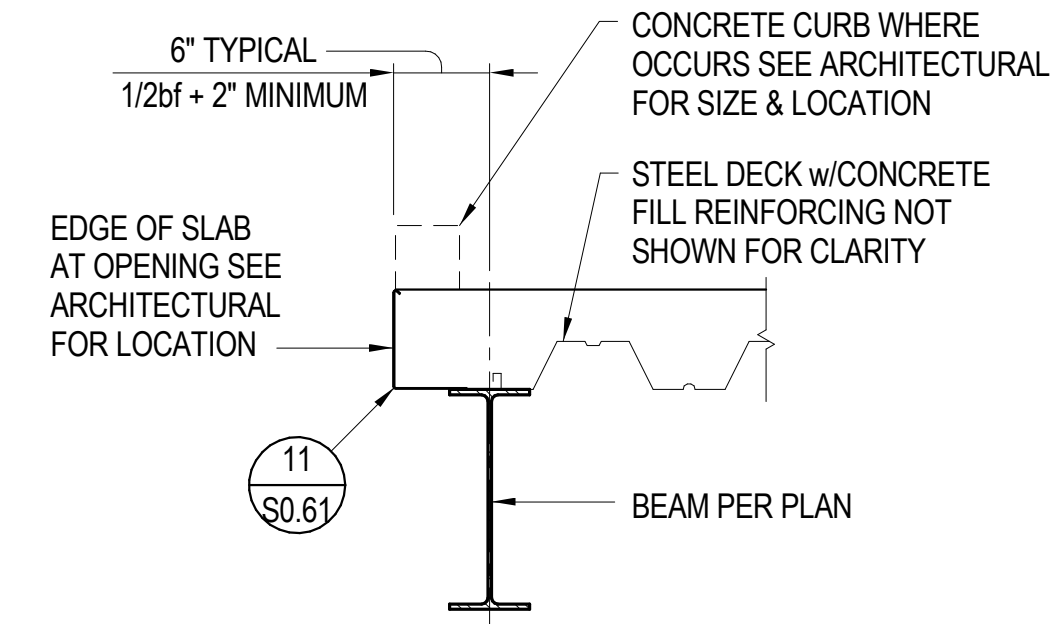 6" TYPICAL
1/2bf + 2" MINIMUM
CONCRETE CURB WHERE
OCCURS SEE ARCHITECTURAL
FOR SIZE & LOCATION
STEEL DECK w/CONCRETE
FILL REINFORCING NOT
SHOWN FOR CLARITY
EDGE OF SLAB
AT OPENING SEE
ARCHITECTURAL
FOR LOCATION
11
S0.61
BEAM PER PLAN